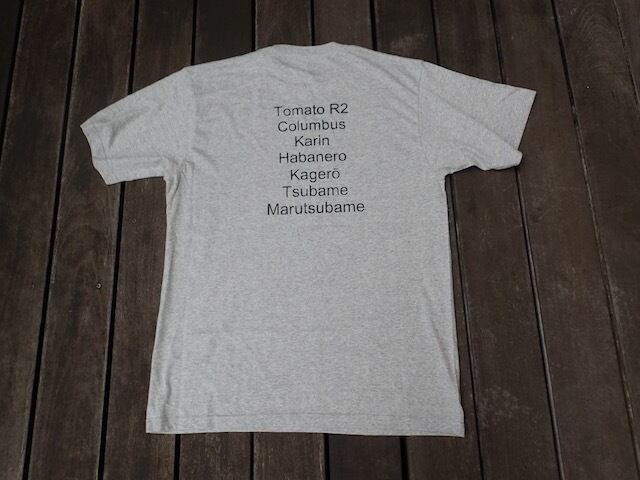 Tomato R2
Columbus
Karin
Habanero
Kagerō
Tsubame
Marutsubame